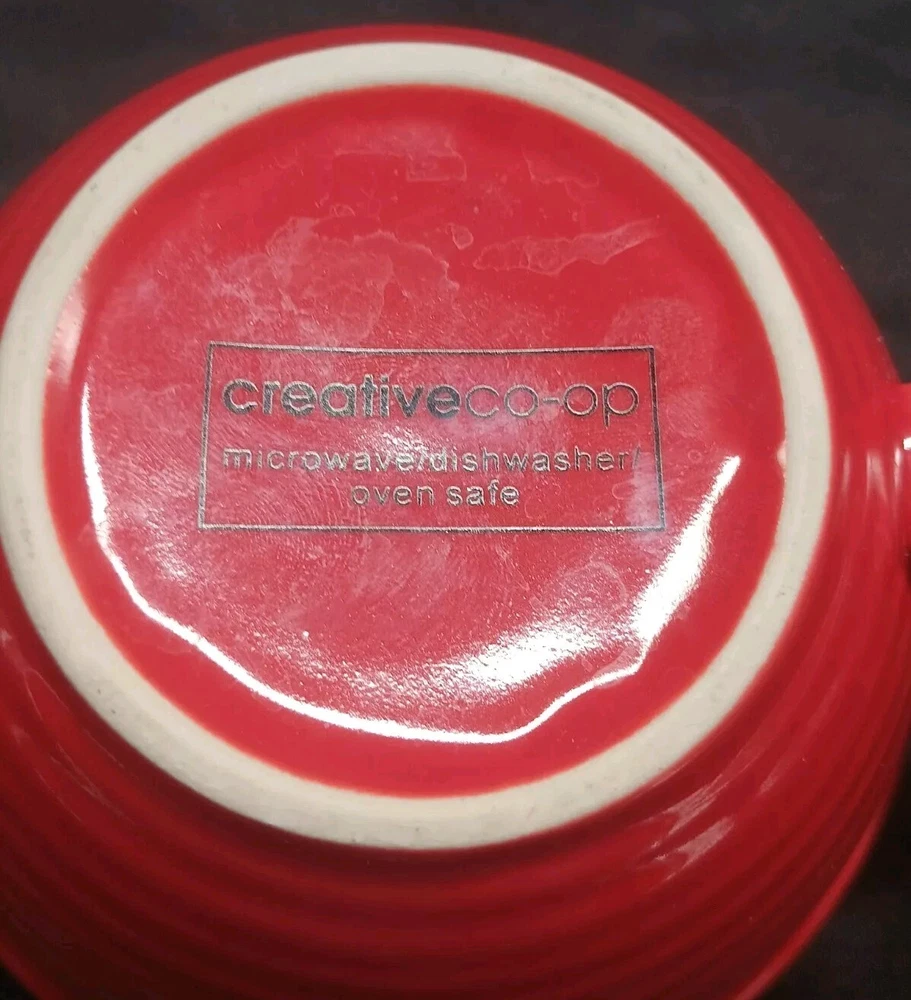 creativeco-op
microwave/dishwasher/
oven safe